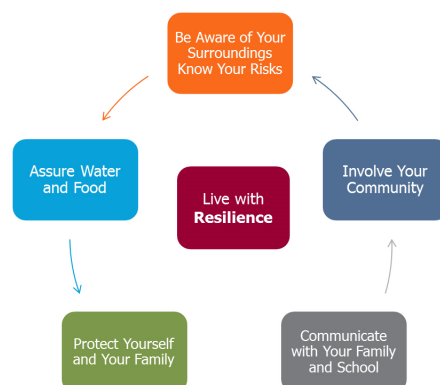 Be Aware of Your
Surroundings
Know Your Risks
Assure Water
and Food
Involve Your
Community
Live with
Resilience
Protect Yourself
and Your Family
Communicate
with Your Family
and School